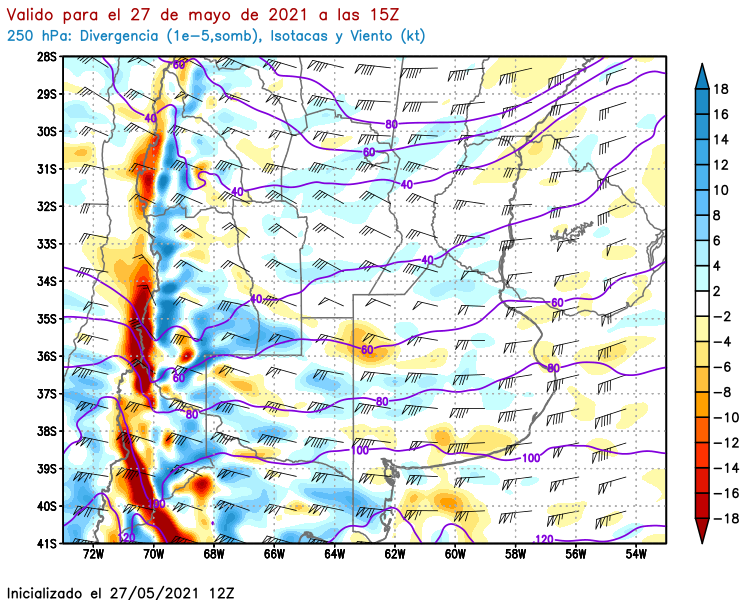 Valido para el 27 de mayo de 2021 a las 15Z
250 hPa: Divergencia (1e-5,somb), Isotacas y Viento (kt)
28S
29S
30S
31S
32S
33S
34S
35S
36S
37S
38S
39S
40S
41S
72W 70W 68W 66W 64W 62W 60W 58W 56W 54W
60
40
80
60
40
40
40
40
60
60
60
80
80
80
100
100
100
120
120
18
16
14
12
10
8
6
4
2
-2
-4
-6
-8
-10
-12
-14
-16
-18
Inicializado el 27/05/2021 12Z